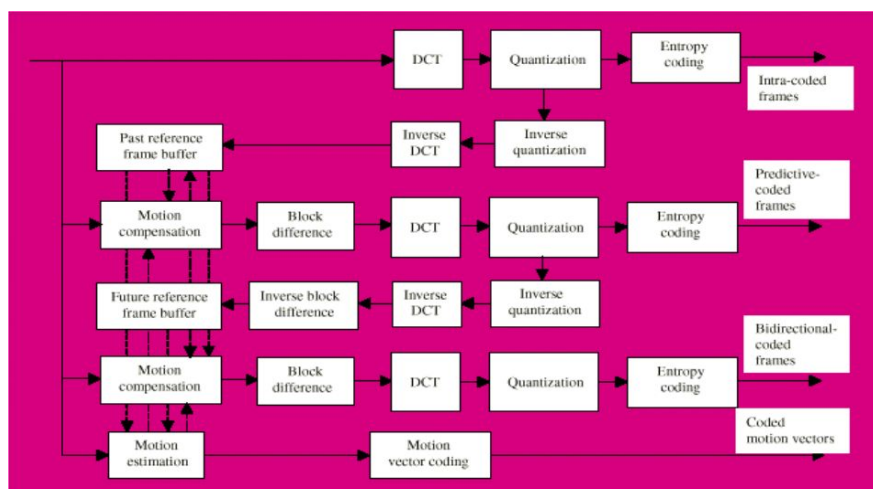 DCT
Quantization
Entropy
coding
Intra-coded
frames
Past reference
frame buffer
Inverse
DCT
Inverse
quantization
Predictive-
coded
frames
Motion
compensation
Block
difference
DCT
Quantization
Entropy
coding
Future reference
frame buffer
Inverse block
difference
Inverse
DCT
Inverse
quantization
Bidirectional-
coded
frames
Motion
compensation
Block
difference
DCT
Quantization
Entropy
coding
Coded
motion vectors
Motion
estimation
Motion
vector coding